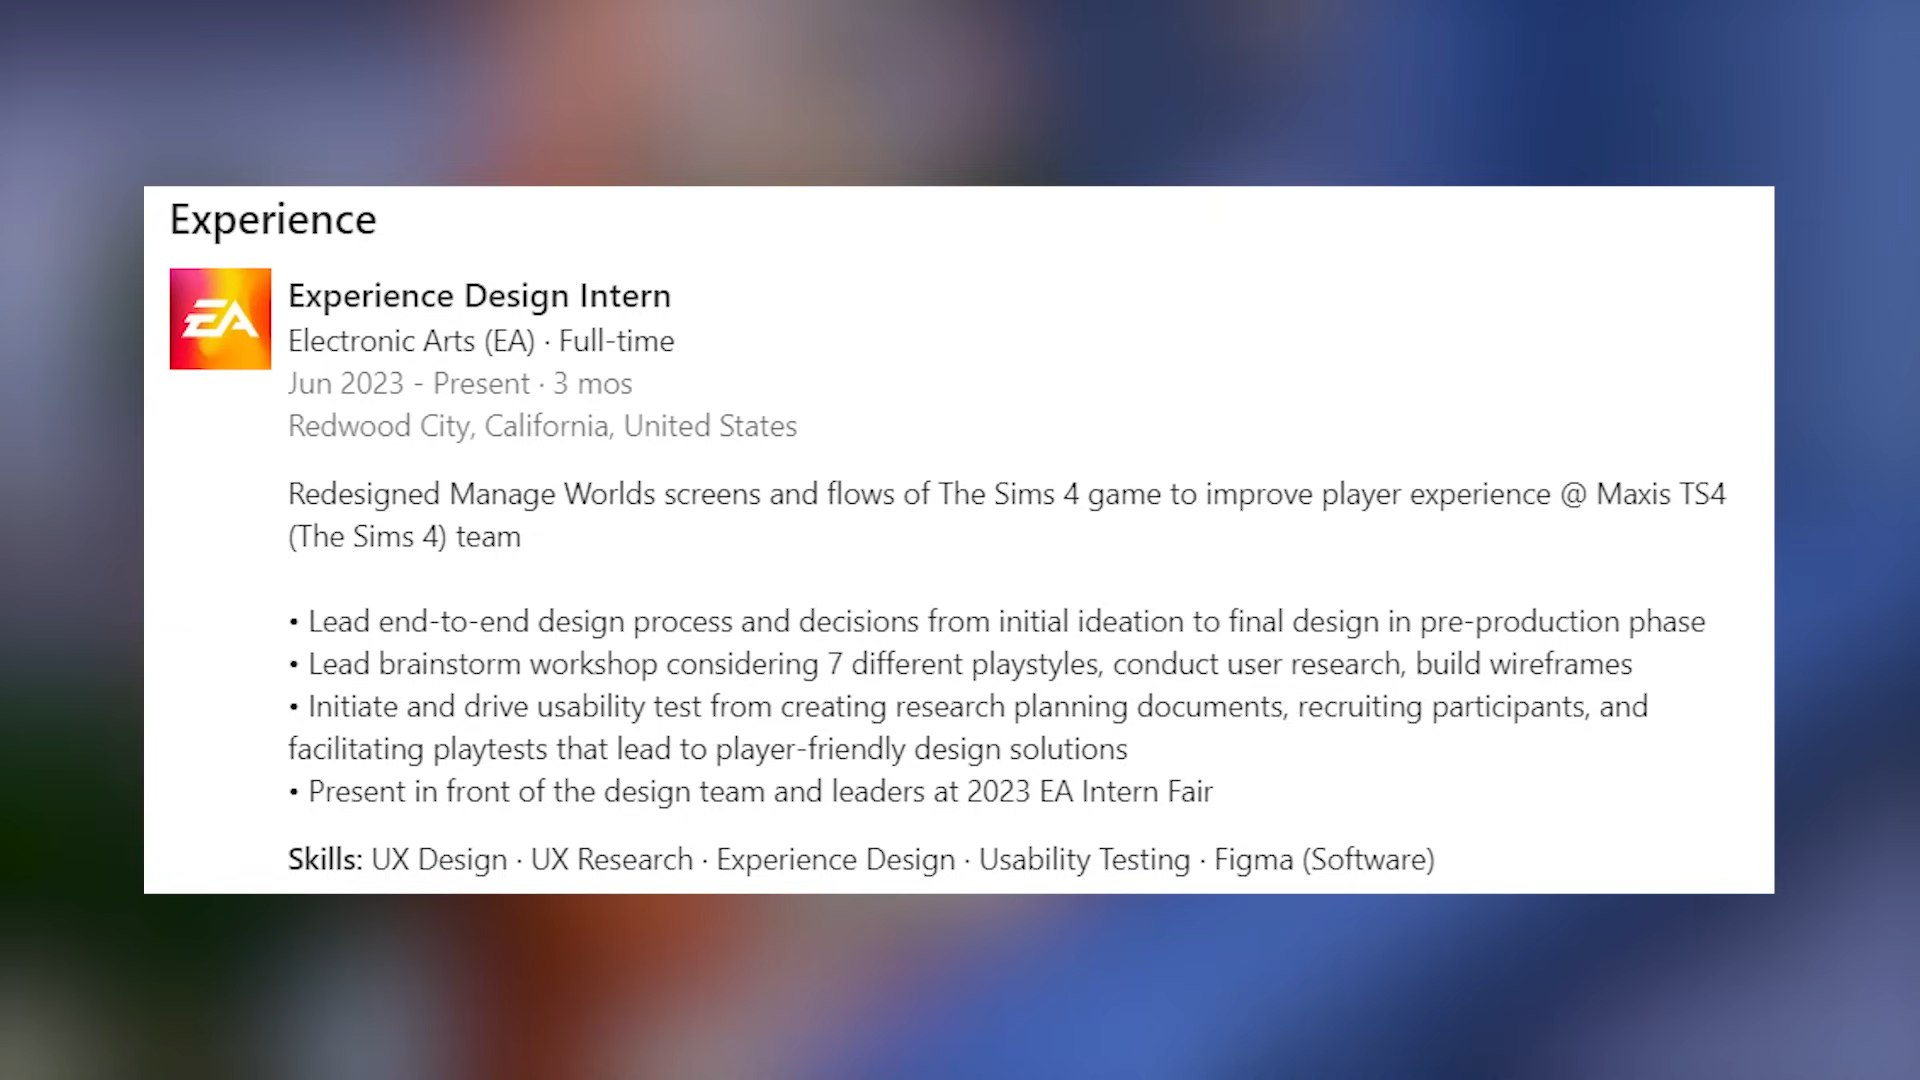 Experience
EA
Experience Design Intern
Electronic Arts (EA) · Full-time
Jun 2023 - Present · 3 mos
Redwood City, California, United States
Redesigned Manage Worlds screens and flows of The Sims 4 game to improve player experience @ Maxis TS4
(The Sims 4) team
• Lead end-to-end design process and decisions from initial ideation to final design in pre-production phase
• Lead brainstorm workshop considering 7 different playstyles, conduct user research, build wireframes
• Initiate and drive usability test from creating research planning documents, recruiting participants, and
facilitating playtests that lead to player-friendly design solutions
• Present in front of the design team and leaders at 2023 EA Intern Fair
Skills: UX Design · UX Research · Experience Design · Usability Testing · Figma (Software)